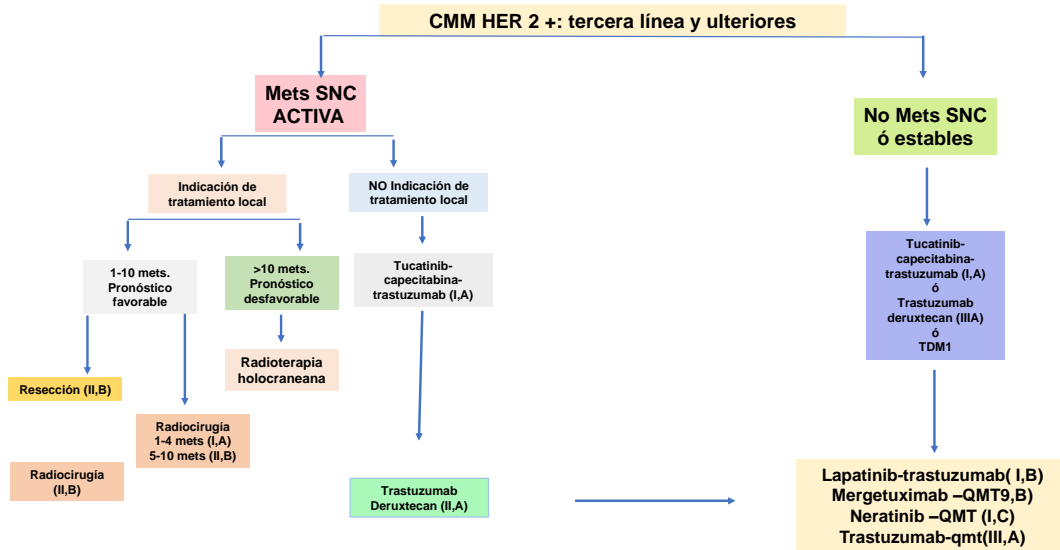 CMM HER 2 +: tercera línea y ulteriores
Mets SNC
ACTIVA
No Mets SNC
ó estables
Indicación de
tratamiento local
NO Indicación de
tratamiento local
1-10 mets.
Pronóstico
favorable
>10 mets.
Pronóstico
desfavorable
Tucatinib-
capecitabina-
trastuzumab (I,A)
Tucatinib-
capecitabina-
trastuzumab (I,A)
ó
Trastuzumab
deruxtecan (IIIA)
ó
TDM1
Radioterapia
holocraneana
Resección (II,B)
Radiocirugía
1-4 mets (I,A)
5-10 mets (II,B)
Radiocirugía
(II,B)
Trastuzumab
Deruxtecan (II,A)
Lapatinib-trastuzumab( I,B)
Mergetuximab –QMT9,B)
Neratinib –QMT (I,C)
Trastuzumab-qmt(III,A)